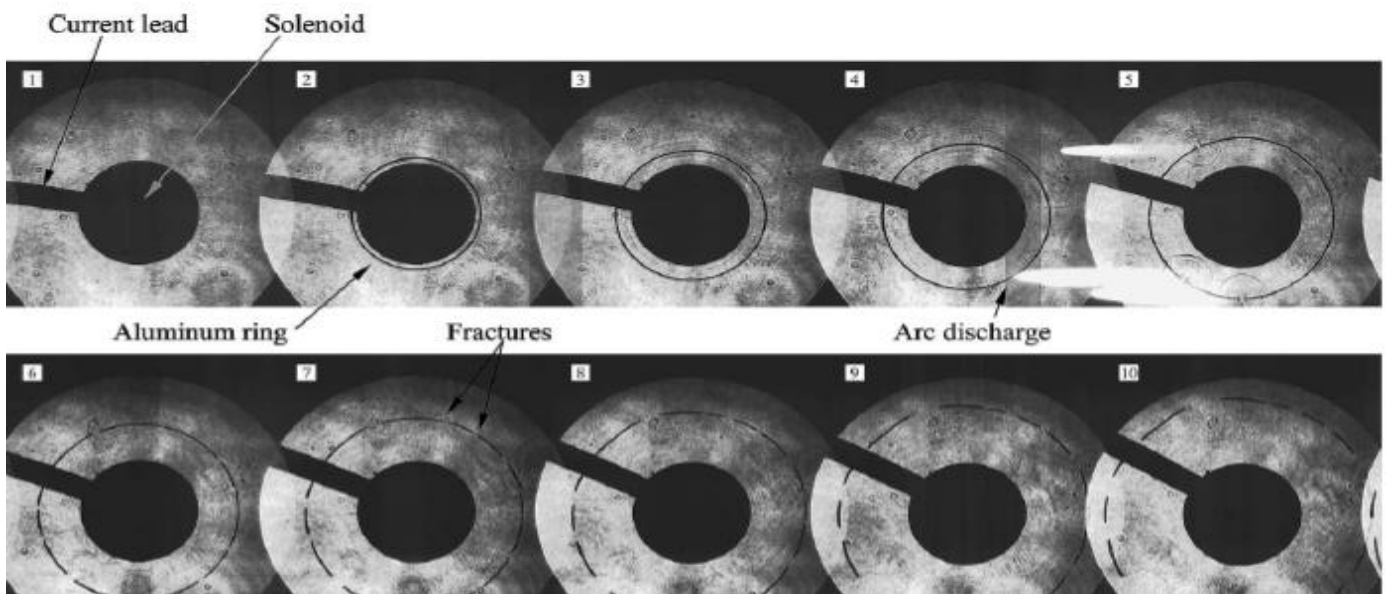 Current lead
Solenoid
1
2
3
4
5
Aluminum ring
Fractures
Arc discharge
6
7
8
9
10